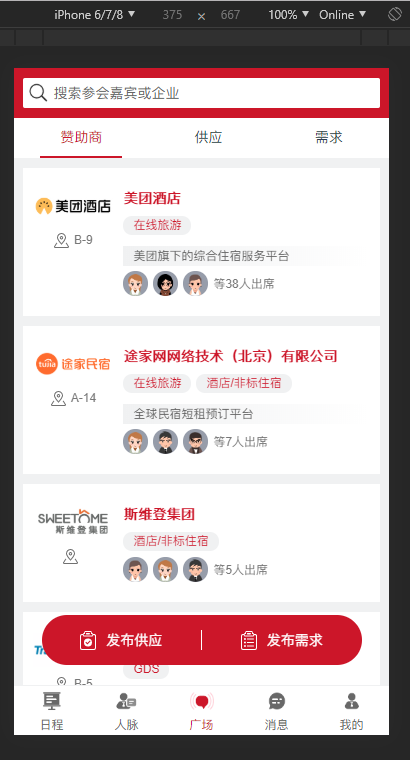 iPhone 6/7/8 ▼ 375 × 667 100% ▼ Online ▼
搜索参会嘉宾或企业
赞助商 供应 需求
美团酒店
美团酒店
在线旅游
B-9
美团旗下的综合住宿服务平台
等38人出席
途家网网络技术（北京）有限公司
tujia 途家民宿
在线旅游 酒店/非标住宿
A-14
全球民宿短租预订平台
等7人出席
斯维登集团
SWEETOME
斯维登集团
酒店/非标住宿
等5人出席
发布供应 发布需求
GDS
B-5
日程 人脉 广场 消息 我的